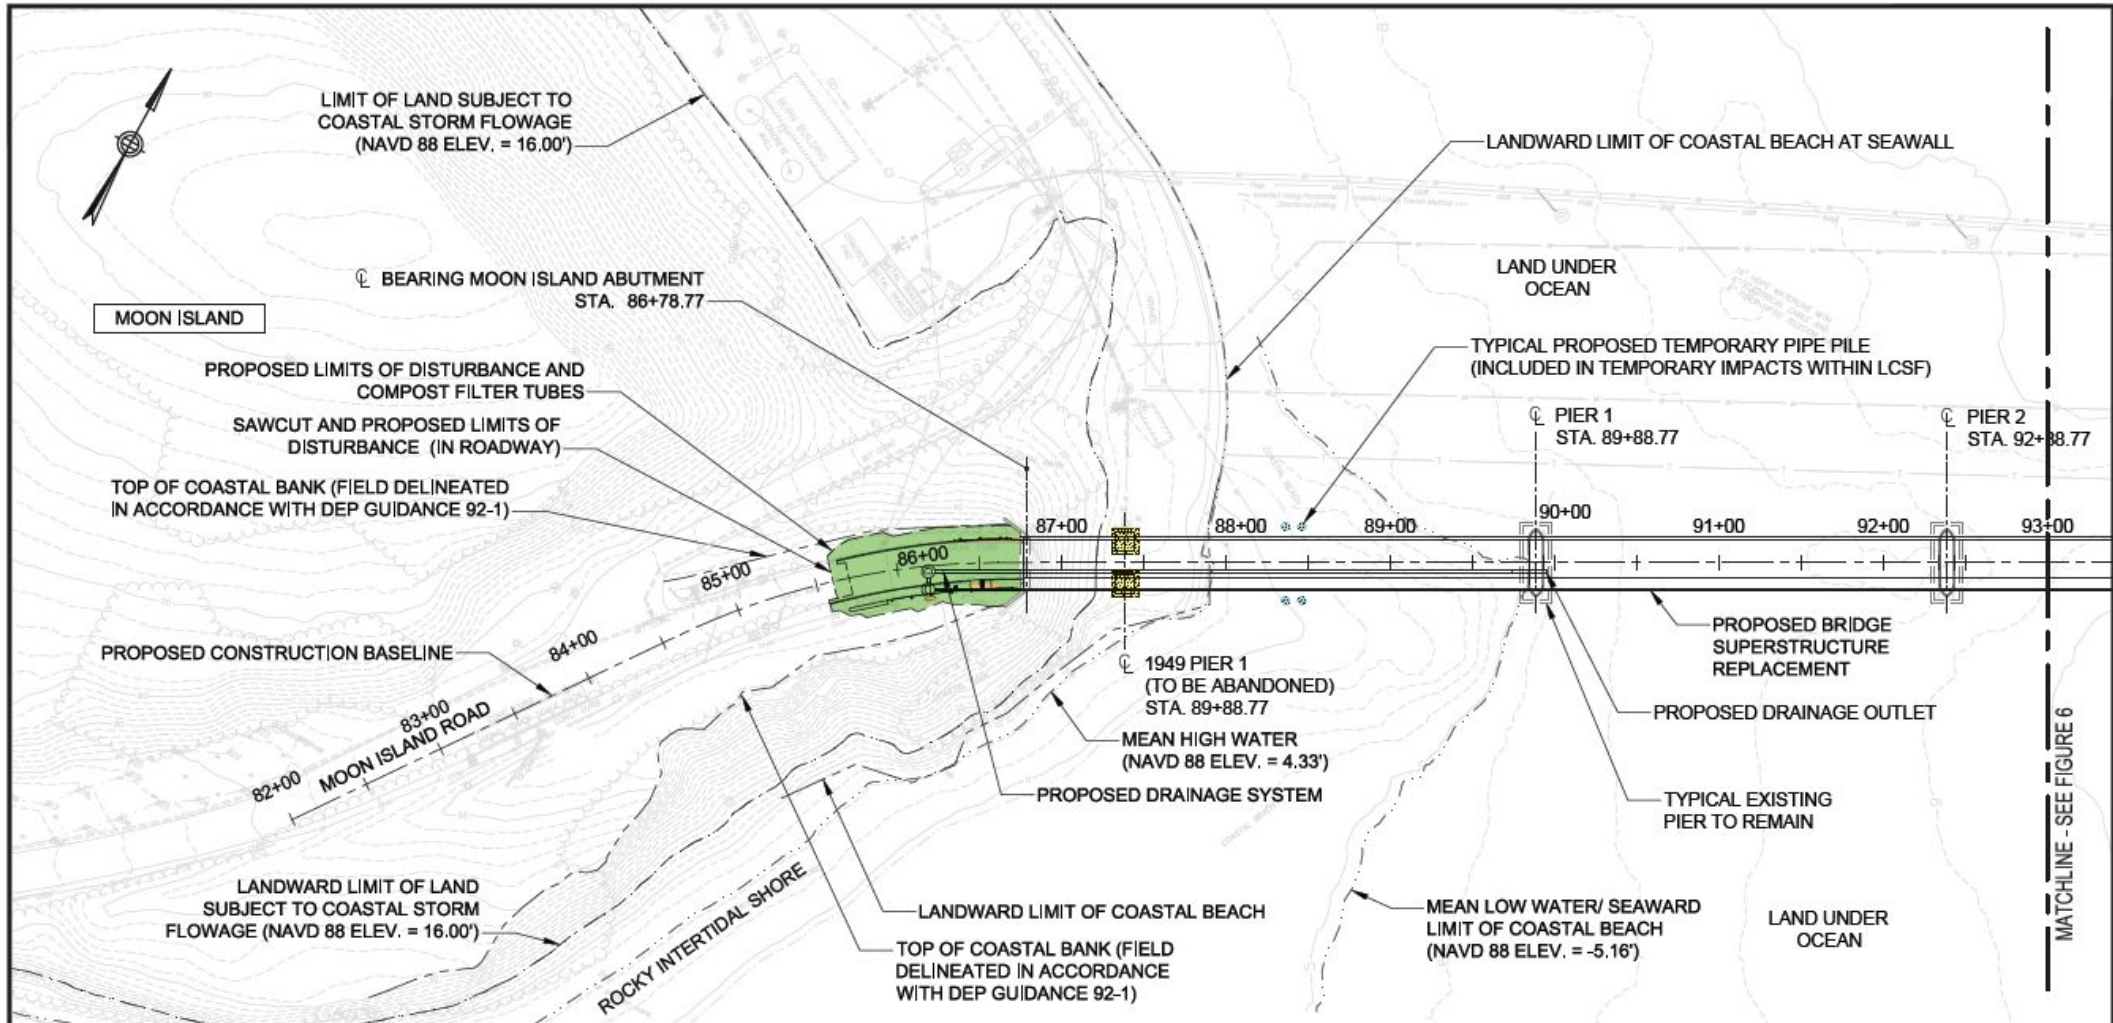 LIMIT OF LAND SUBJECT TO
COASTAL STORM FLOWAGE
(NAVD 88 ELEV. = 16.00')
LANDWARD LIMIT OF COASTAL BEACH AT SEAWALL
℄ BEARING MOON ISLAND ABUTMENT
STA. 86+78.77
MOON ISLAND
LAND UNDER
OCEAN
TYPICAL PROPOSED TEMPORARY PIPE PILE
(INCLUDED IN TEMPORARY IMPACTS WITHIN LCSF)
PROPOSED LIMITS OF DISTURBANCE AND
COMPOST FILTER TUBES
SAWCUT AND PROPOSED LIMITS OF
DISTURBANCE (IN ROADWAY)
TOP OF COASTAL BANK (FIELD DELINEATED
IN ACCORDANCE WITH DEP GUIDANCE 92-1)
℄ PIER 1
STA. 89+88.77
℄ PIER 2
STA. 92+38.77
82+00
83+00
84+00
85+00
86+00
87+00
88+00
89+00
90+00
91+00
92+00
93+00
MOON ISLAND ROAD
PROPOSED CONSTRUCTION BASELINE
℄ 1949 PIER 1
(TO BE ABANDONED)
STA. 89+88.77
MEAN HIGH WATER
(NAVD 88 ELEV. = 4.33')
PROPOSED DRAINAGE SYSTEM
PROPOSED BRIDGE
SUPERSTRUCTURE
REPLACEMENT
PROPOSED DRAINAGE OUTLET
TYPICAL EXISTING
PIER TO REMAIN
LANDWARD LIMIT OF LAND
SUBJECT TO COASTAL STORM
FLOWAGE (NAVD 88 ELEV. = 16.00')
ROCKY INTERTIDAL SHORE
LANDWARD LIMIT OF COASTAL BEACH
TOP OF COASTAL BANK (FIELD
DELINEATED IN ACCORDANCE
WITH DEP GUIDANCE 92-1)
MEAN LOW WATER/ SEAWARD
LIMIT OF COASTAL BEACH
(NAVD 88 ELEV. = -5.16')
LAND UNDER
OCEAN
MATCHLINE - SEE FIGURE 6
COASTAL BEACH
COASTAL BEACH